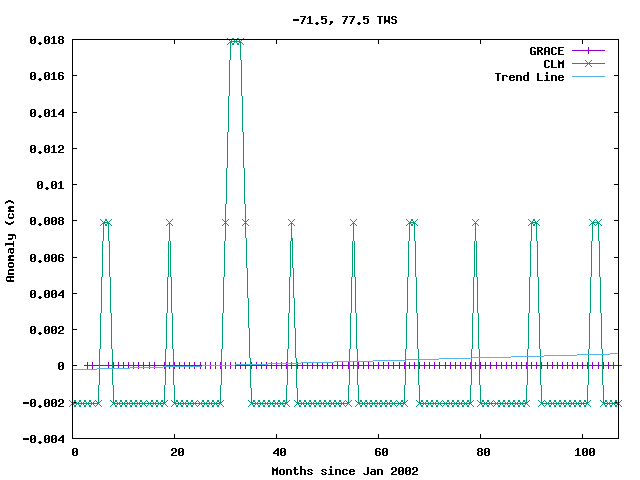 -71.5, 77.5 TWS
GRACE
CLM
Trend Line
0.018
0.016
0.014
0.012
0.01
0.008
0.006
0.004
0.002
0
-0.002
-0.004
Anomaly (cm)
0 20 40 60 80 100
Months since Jan 2002